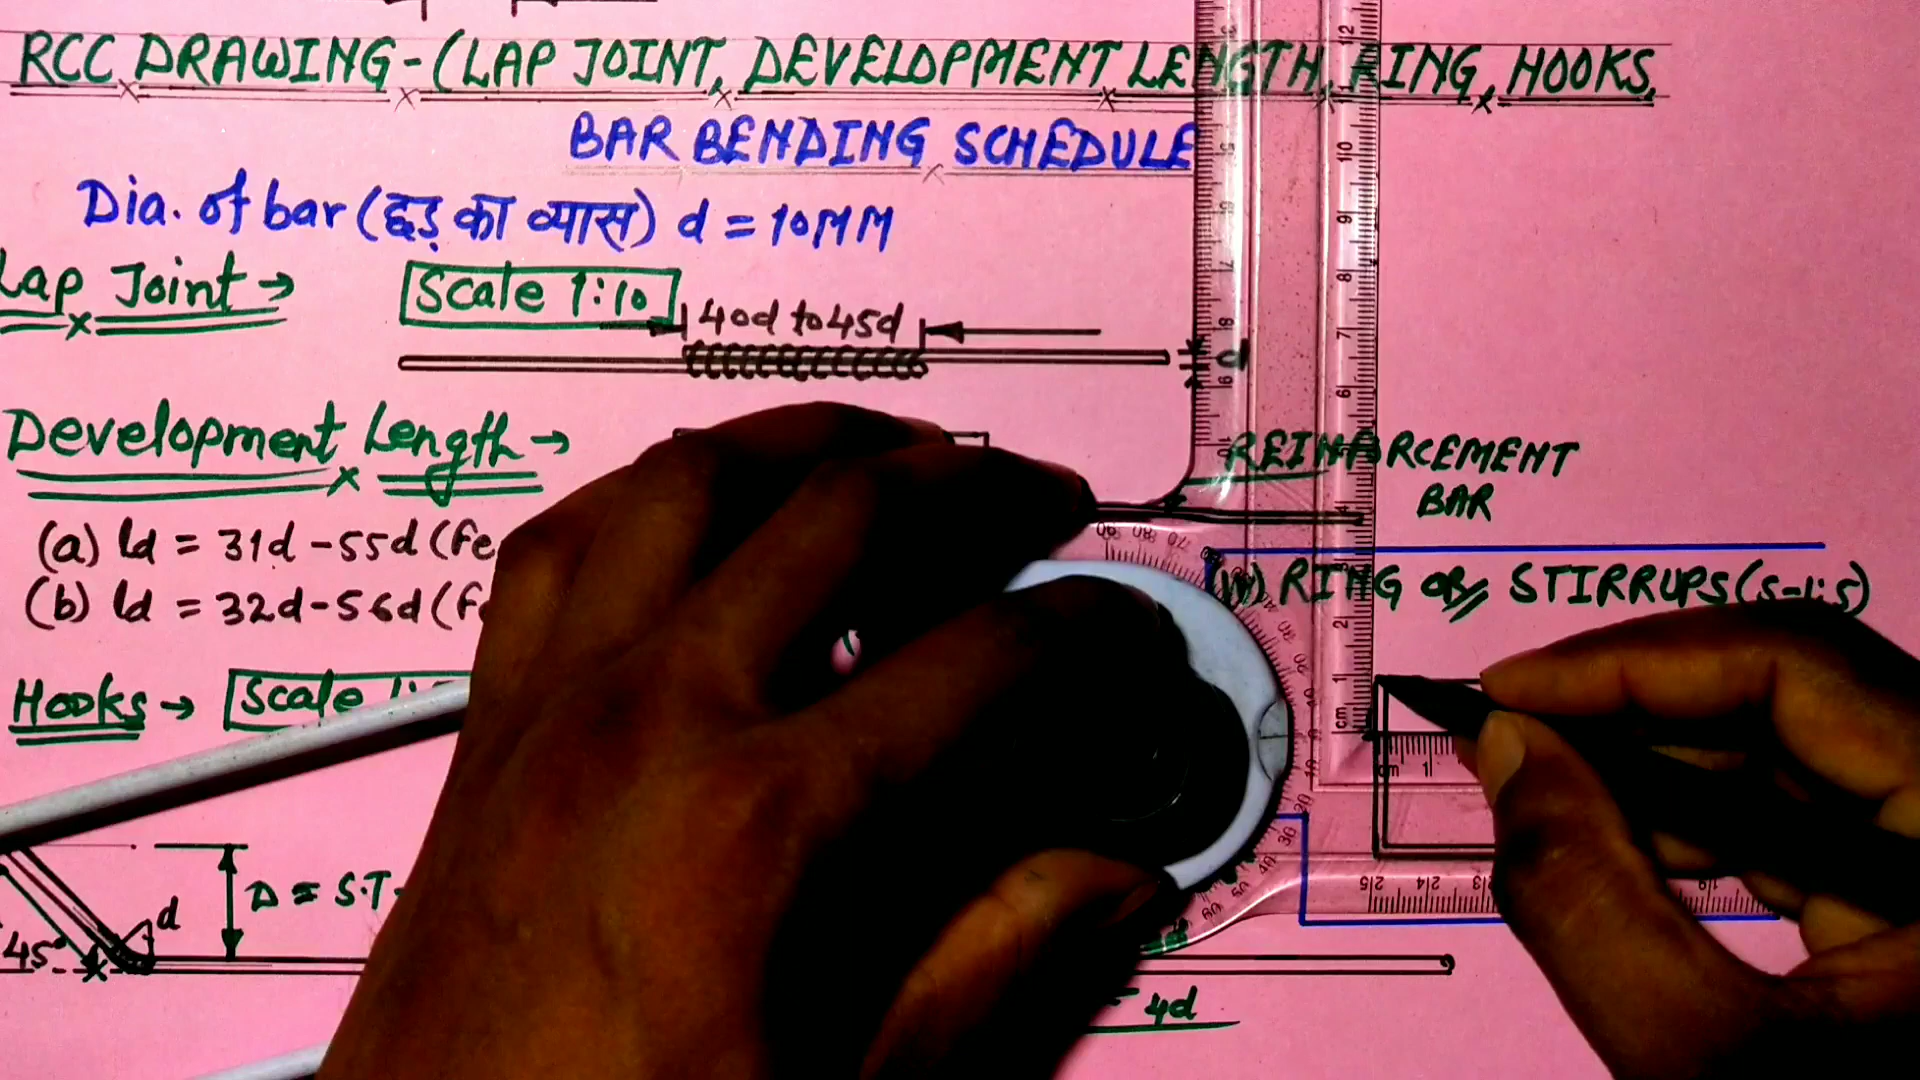 RCC DRAWING-(LAP JOINT, DEVELOPMENT LENGTH, RING, HOOKS,
BAR BENDING SCHEDULE
Dia. of bar (छड़ का व्यास) d = 10MM
Lap Joint →
Scale 1:10
40d to 45d
d
Development Length →
REINFORCEMENT
BAR
(a) ld = 31d-55d (Fe
(b) ld = 32d-56d (Fe
(IV) RING OR STIRRUPS (S-1:5)
Hooks →
Scale
D = S.T-
d
45°
4d